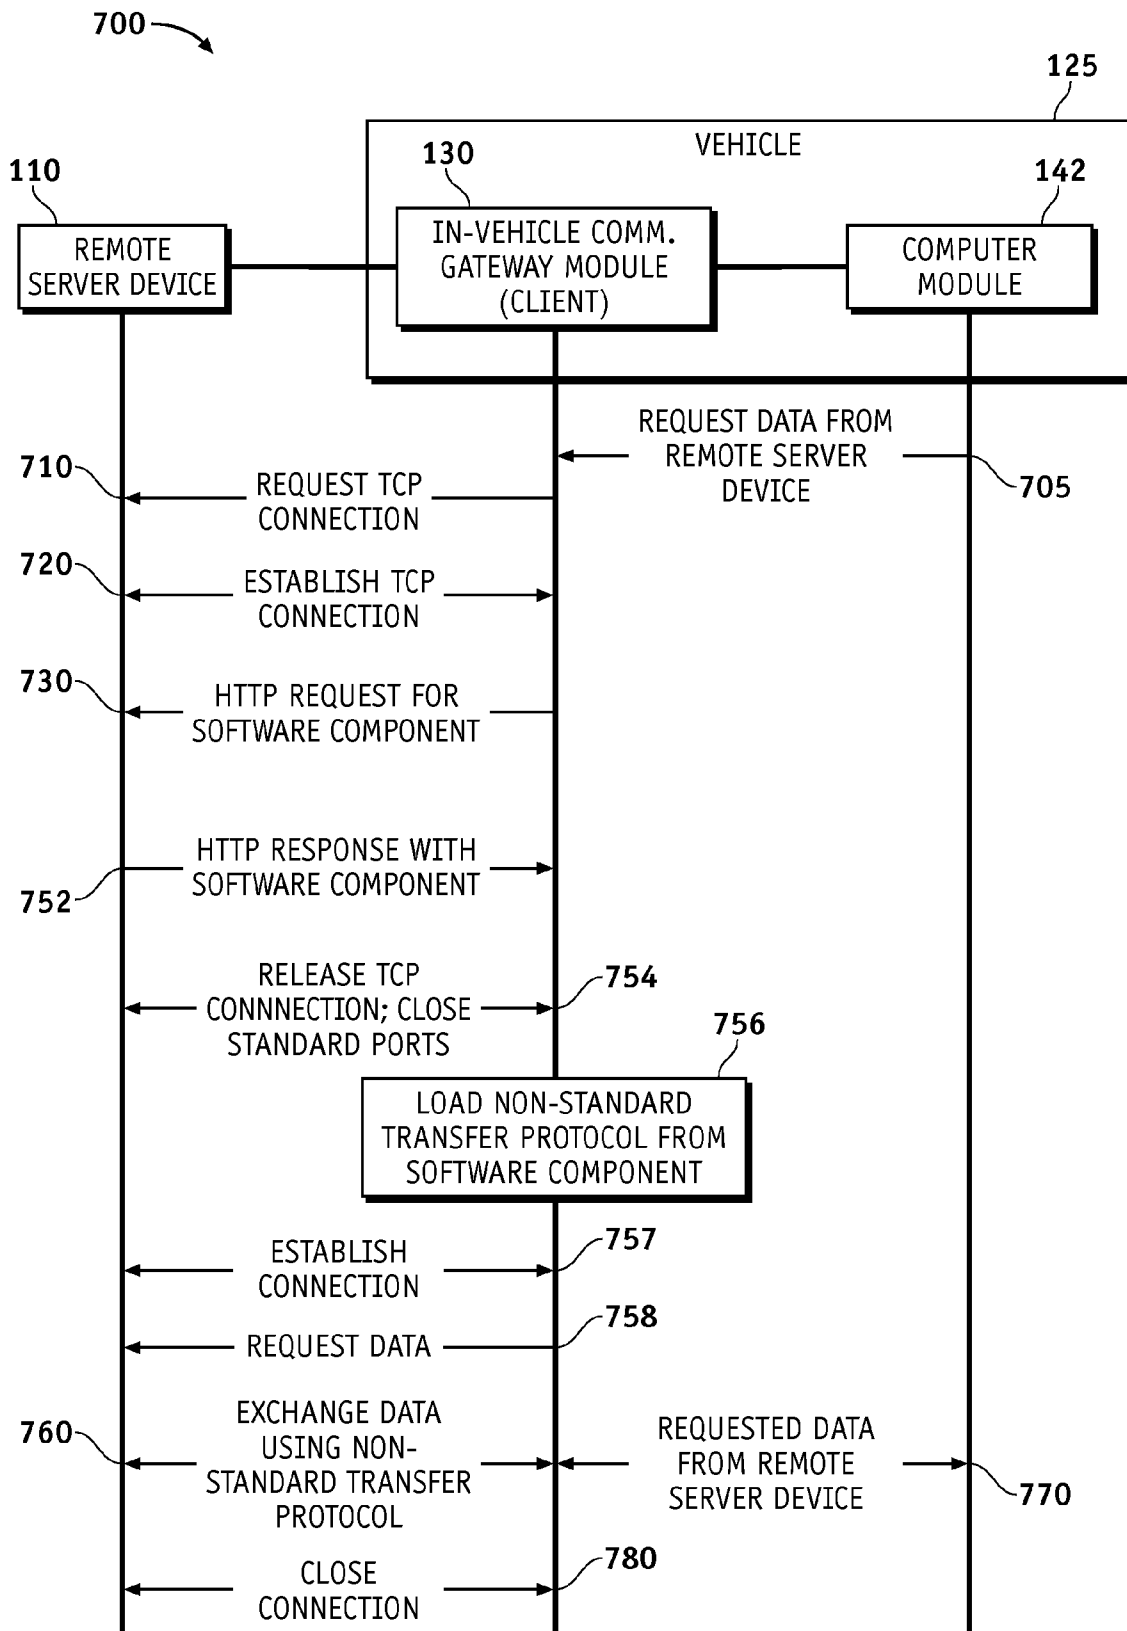 700
125
VEHICLE
130
142
110
REMOTE
SERVER DEVICE
IN-VEHICLE COMM.
GATEWAY MODULE
(CLIENT)
COMPUTER
MODULE
REQUEST DATA FROM
REMOTE SERVER
DEVICE
705
710
REQUEST TCP
CONNECTION
720
ESTABLISH TCP
CONNECTION
730
HTTP REQUEST FOR
SOFTWARE COMPONENT
HTTP RESPONSE WITH
SOFTWARE COMPONENT
752
RELEASE TCP
CONNNECTION; CLOSE
STANDARD PORTS
754
756
LOAD NON-STANDARD
TRANSFER PROTOCOL FROM
SOFTWARE COMPONENT
ESTABLISH
CONNECTION
757
758
REQUEST DATA
760
EXCHANGE DATA
USING NON-
STANDARD TRANSFER
PROTOCOL
REQUESTED DATA
FROM REMOTE
SERVER DEVICE
770
CLOSE
CONNECTION
780